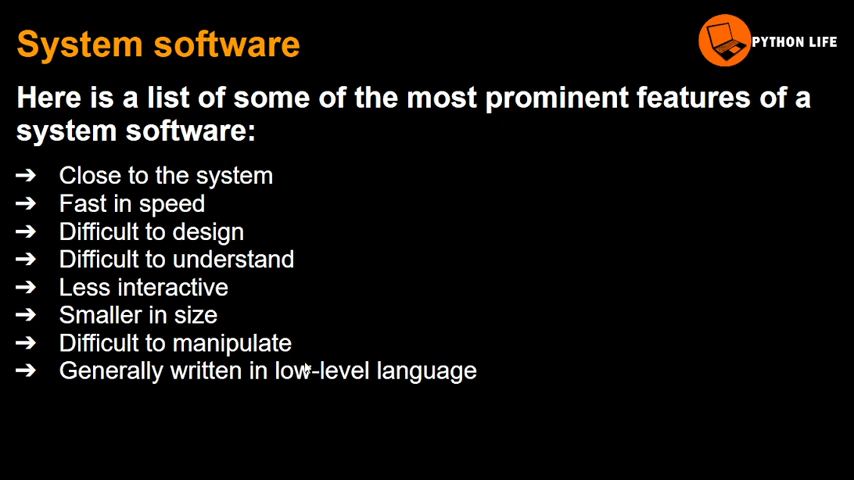 System software
PYTHON LIFE
Here is a list of some of the most prominent features of a
system software:
➔ Close to the system
➔ Fast in speed
➔ Difficult to design
➔ Difficult to understand
➔ Less interactive
➔ Smaller in size
➔ Difficult to manipulate
➔ Generally written in low-level language